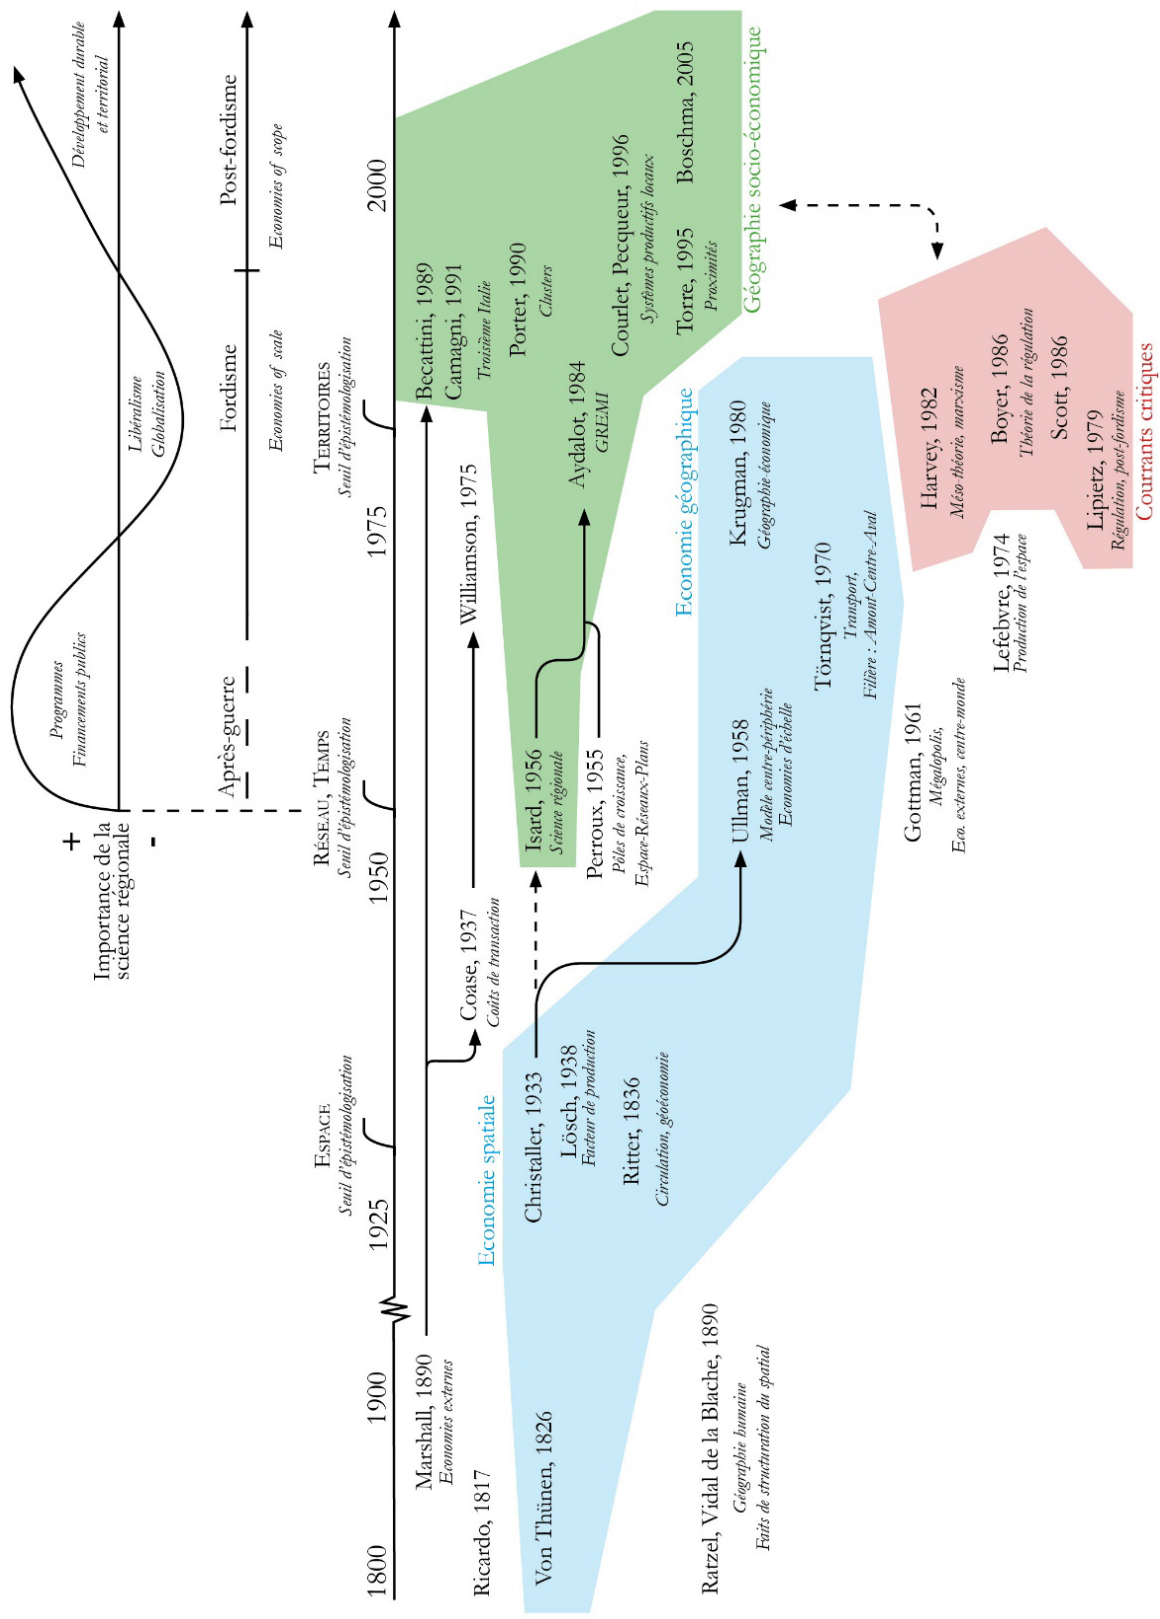 Importance de la
science régionale
+
-
Programmes
Financements publics
Libéralisme
Globalisation
Développement durable
et territorial
Après-guerre
Fordisme
Economies of scale
Post-fordisme
Economies of scope
ESPACE
Seuil d'épistémologisation
RÉSEAU, TEMPS
Seuil d'épistémologisation
TERRITOIRES
Seuil d'épistémologisation
1800
1900
1925
1950
1975
2000
Marshall, 1890
Economies externes
Ricardo, 1817
Coase, 1937
Coûts de transaction
Williamson, 1975
Becattini, 1989
Camagni, 1991
Troisième Italie
Porter, 1990
Clusters
Economie spatiale
Von Thünen, 1826
Christaller, 1933
Lösch, 1938
Facteur de production
Ritter, 1836
Circulation, géoéconomie
Ratzel, Vidal de la Blache, 1890
Géographie humaine
Faits de structuration du spatial
Isard, 1956
Science régionale
Perroux, 1955
Pôles de croissance,
Espace-Réseaux-Plans
Aydalot, 1984
GREMI
Courlet, Pecqueur, 1996
Systèmes productifs locaux
Torre, 1995
Proximités
Boschma, 2005
Géographie socio-économique
Economie géographique
Ullman, 1958
Modèle centre-périphérie
Economies d'échelle
Krugman, 1980
Géographie-économique
Törnqvist, 1970
Transport,
Filière : Amont-Centre-Aval
Gottman, 1961
Mégalopolis,
Eco. externes, centre-monde
Lefebvre, 1974
Production de l'espace
Harvey, 1982
Méso-théorie, marxisme
Boyer, 1986
Théorie de la régulation
Scott, 1986
Lipietz, 1979
Régulation, post-fordisme
Courrants critiques